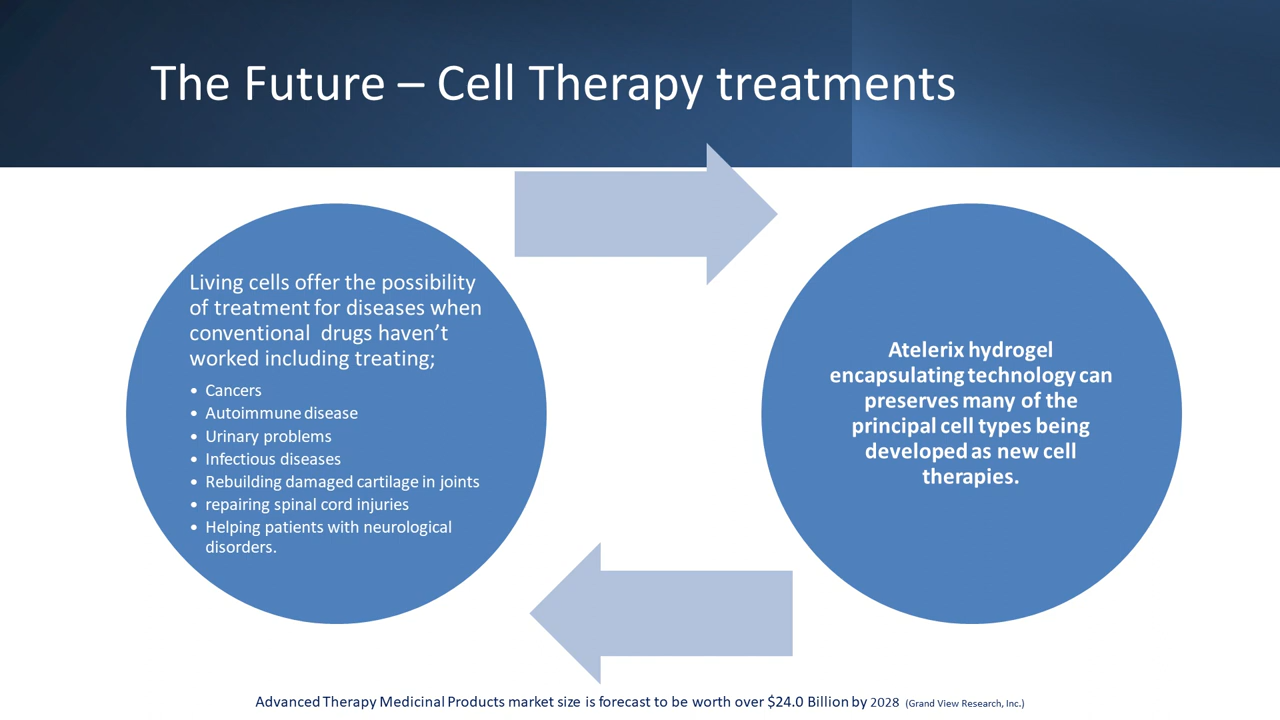 The Future – Cell Therapy treatments
Living cells offer the possibility
of treatment for diseases when
conventional  drugs haven’t
worked including treating;
• Cancers
• Autoimmune disease
• Urinary problems
• Infectious diseases
• Rebuilding damaged cartilage in joints
• repairing spinal cord injuries
• Helping patients with neurological
disorders.
Atelerix hydrogel
encapsulating technology can
preserves many of the
principal cell types being
developed as new cell
therapies.
Advanced Therapy Medicinal Products market size is forecast to be worth over $24.0 Billion by 2028 (Grand View Research, Inc.)